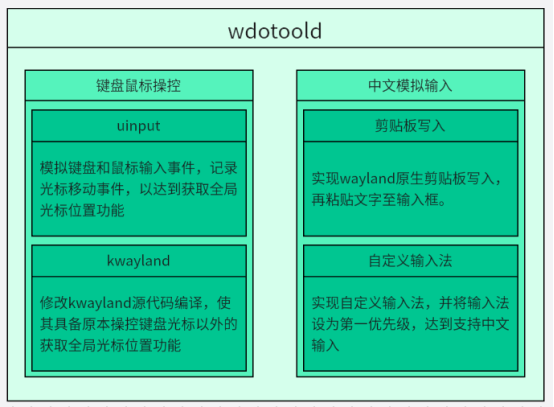 wdotoold
键盘鼠标操控
uinput
模拟键盘和鼠标输入事件，记录
光标移动事件，以达到获取全局
光标位置功能
kwayland
修改kwayland源代码编译，使
其具备原本操控键盘光标以外的
获取全局光标位置功能
中文模拟输入
剪贴板写入
实现wayland原生剪贴板写入，
再粘贴文字至输入框。
自定义输入法
实现自定义输入法，并将输入法
设为第一优先级，达到支持中文
输入